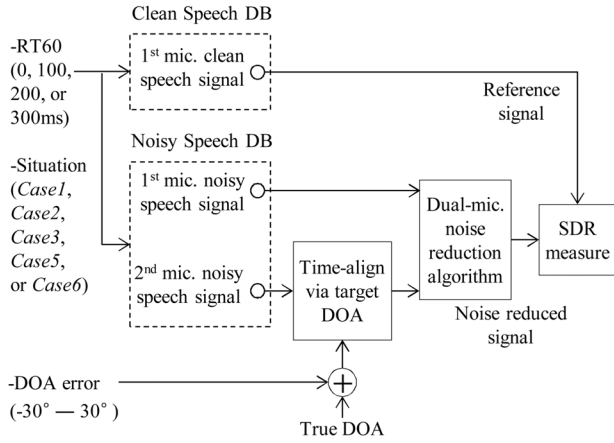 Clean Speech DB
-RT60
(0, 100,
200, or
300ms)
1st mic. clean
speech signal
Reference
signal
Noisy Speech DB
-Situation
(Case1,
Case2,
Case3,
Case5,
or Case6)
1st mic. noisy
speech signal
2nd mic. noisy
speech signal
Time-align
via target
DOA
Dual-mic.
noise
reduction
algorithm
SDR
measure
Noise reduced
signal
-DOA error
(-30° — 30°)
+
True DOA